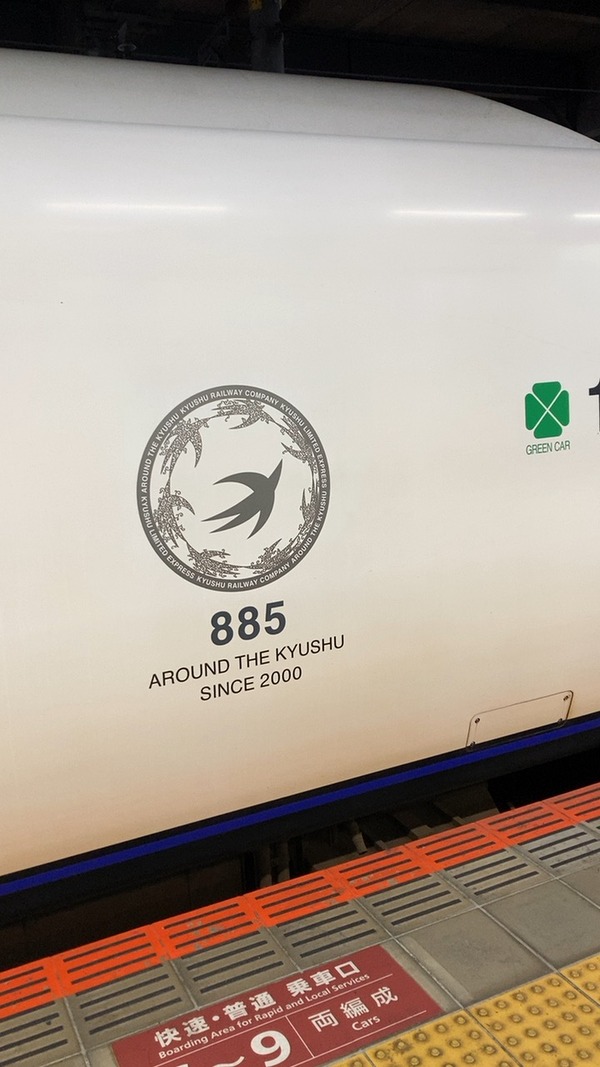 KYUSHU RAILWAY COMPANY KYUSHU LIMITED EXPRESS AROUND THE KYUSHU KYUSHU RAILWAY COMPANY KYUSHU LIMITED EXPRESS AROUND THE KYUSHU
885
AROUND THE KYUSHU
SINCE 2000
GREEN CAR
快速・普通 乗車口
Boarding Area for Rapid and Local Services
～9 両編成
Cars